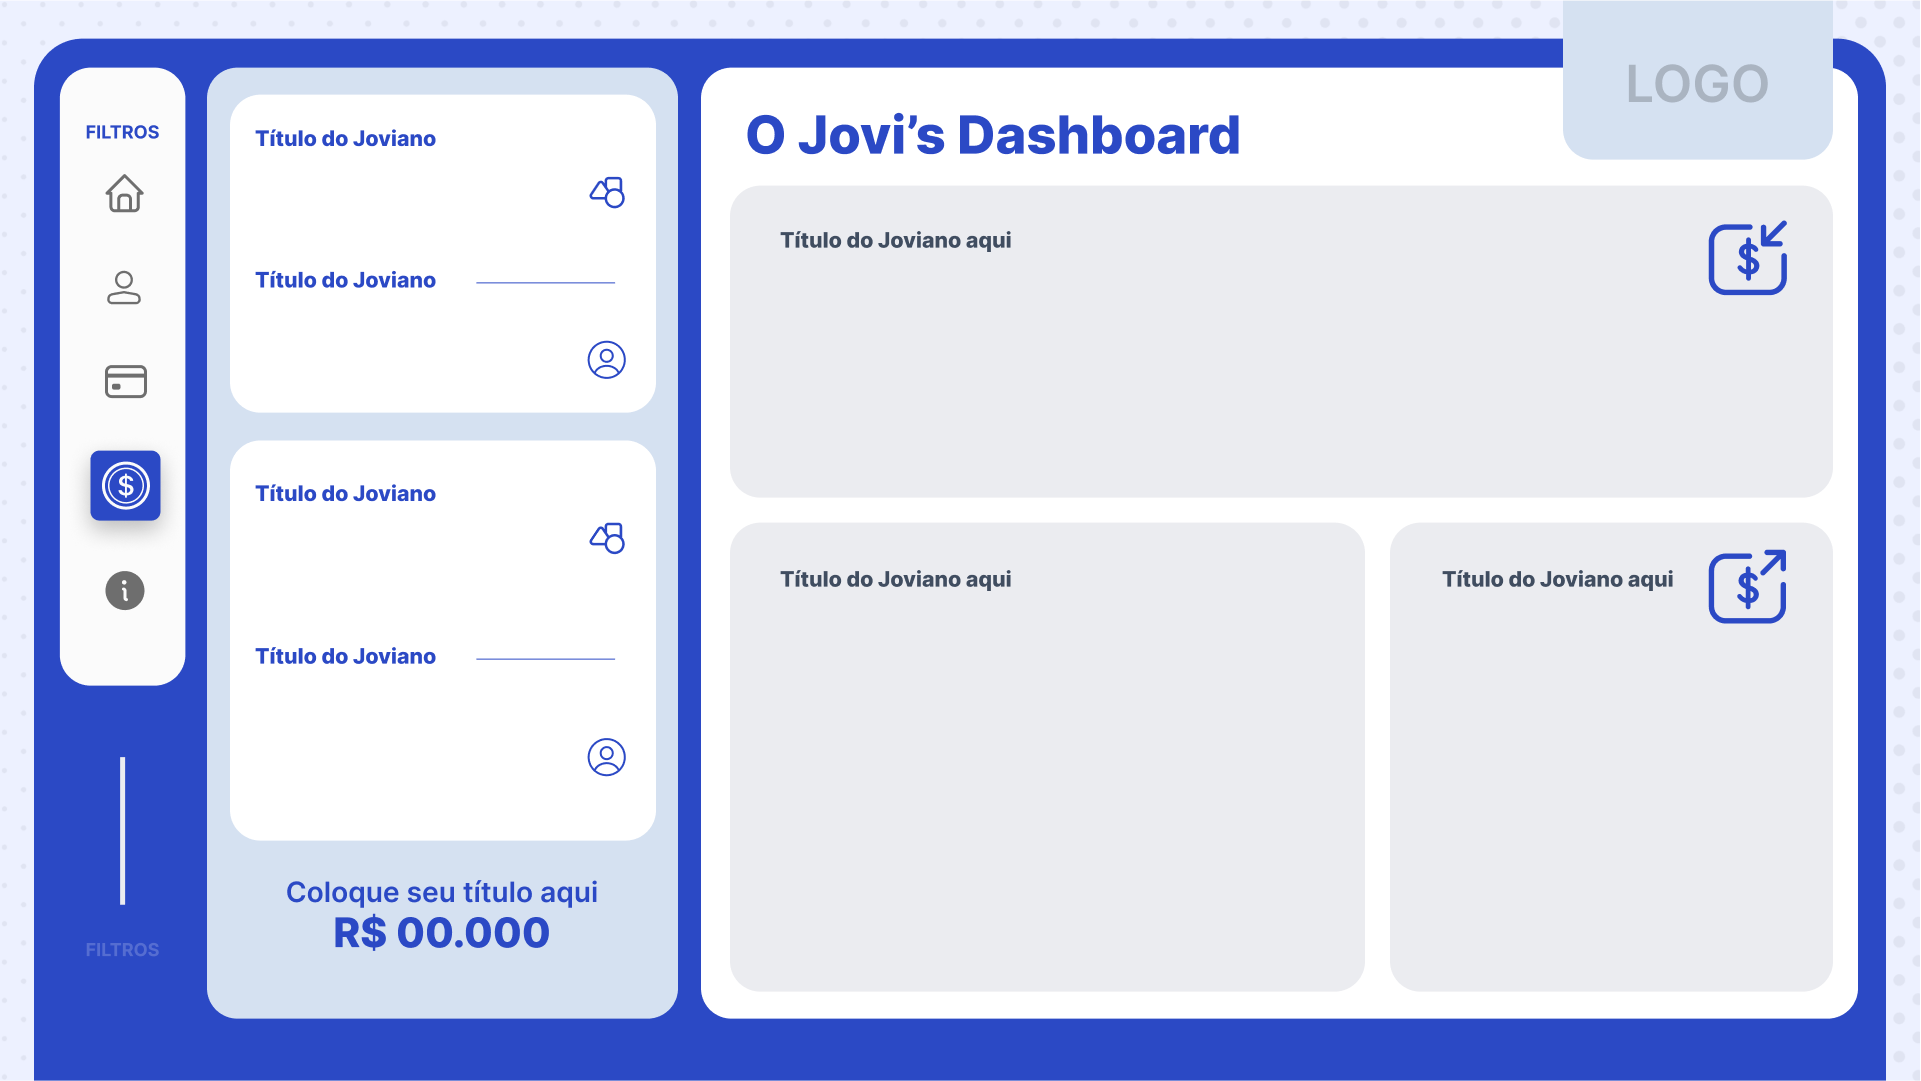 LOGO
FILTROS
Título do Joviano
Título do Joviano
Título do Joviano
Título do Joviano
Coloque seu título aqui
R$ 00.000
FILTROS
O Jovi’s Dashboard
Título do Joviano aqui
$
Título do Joviano aqui
Título do Joviano aqui
$
$
i